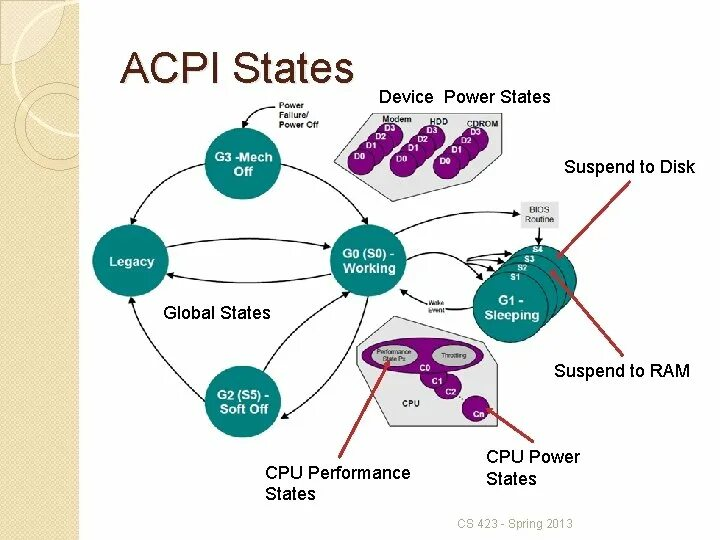 ACPI States
Device Power States
Power
Failure/
Power Off
Modem
HDD
CDROM
D3
D2
D1
D0
D3
D2
D1
D0
D3
D2
D1
D0
G3 -Mech
Off
Suspend to Disk
BIOS
Routine
Legacy
G0 (S0) -
Working
S4
S3
S2
S1
G1 -
Sleeping
Wake
Event
Global States
Performance
State Px
Throttling
C0
C1
C2
CPU
Cn
Suspend to RAM
G2 (S5) -
Soft Off
CPU Performance
States
CPU Power
States
CS 423 - Spring 2013